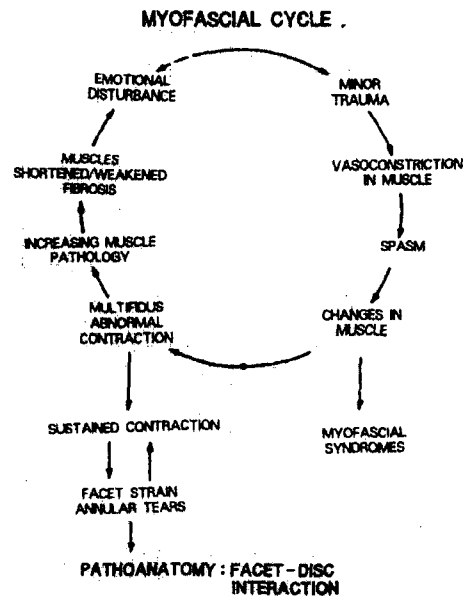 MYOFASCIAL CYCLE.
EMOTIONAL
DISTURBANCE
MINOR
TRAUMA
MUSCLES
SHORTENED/WEAKENED
FIBROSIS
VASOCONSTRICTION
IN MUSCLE
INCREASING MUSCLE
PATHOLOGY
SPASM
MULTIFIDUS
ABNORMAL
CONTRACTION
CHANGES IN
MUSCLE
SUSTAINED CONTRACTION
MYOFASCIAL
SYNDROMES
FACET STRAIN
ANNULAR TEARS
PATHOANATOMY : FACET-DISC
INTERACTION